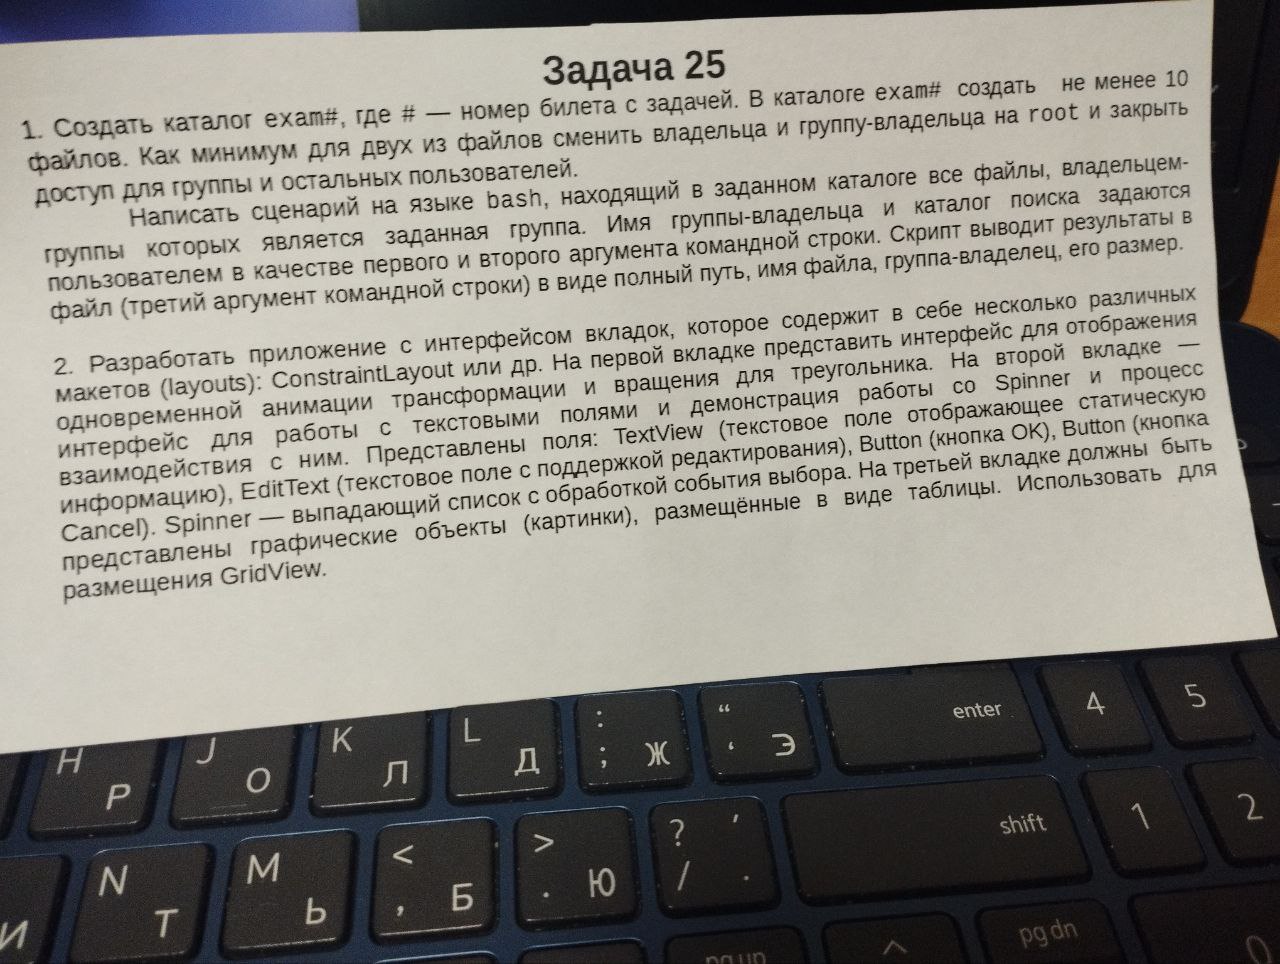 Задача 25
1. Создать каталог exam#, где # — номер билета с задачей. В каталоге exam# создать не менее 10
файлов. Как минимум для двух из файлов сменить владельца и группу-владельца на root и закрыть
доступ для группы и остальных пользователей.
Написать сценарий на языке bash, находящий в заданном каталоге все файлы, владельцем-
группы которых является заданная группа. Имя группы-владельца и каталог поиска задаются
пользователем в качестве первого и второго аргумента командной строки. Скрипт выводит результаты в
файл (третий аргумент командной строки) в виде полный путь, имя файла, группа-владелец, его размер.
2. Разработать приложение с интерфейсом вкладок, которое содержит в себе несколько различных
макетов (layouts): ConstraintLayout или др. На первой вкладке представить интерфейс для отображения
одновременной анимации трансформации и вращения для треугольника. На второй вкладке —
интерфейс для работы с текстовыми полями и демонстрация работы со Spinner и процесс
взаимодействия с ним. Представлены поля: TextView (текстовое поле отображающее статическую
информацию), EditText (текстовое поле с поддержкой редактирования), Button (кнопка OK), Button (кнопка
Cancel). Spinner — выпадающий список с обработкой события выбора. На третьей вкладке должны быть
представлены графические объекты (картинки), размещённые в виде таблицы. Использовать для
размещения GridView.
H Р J О K Л L Д : ; Ж “ ‘ Э enter 4 5
И N Т M Ь < , Б > . Ю ? ’ / . shift 1 2
pg up ^ pg dn 0